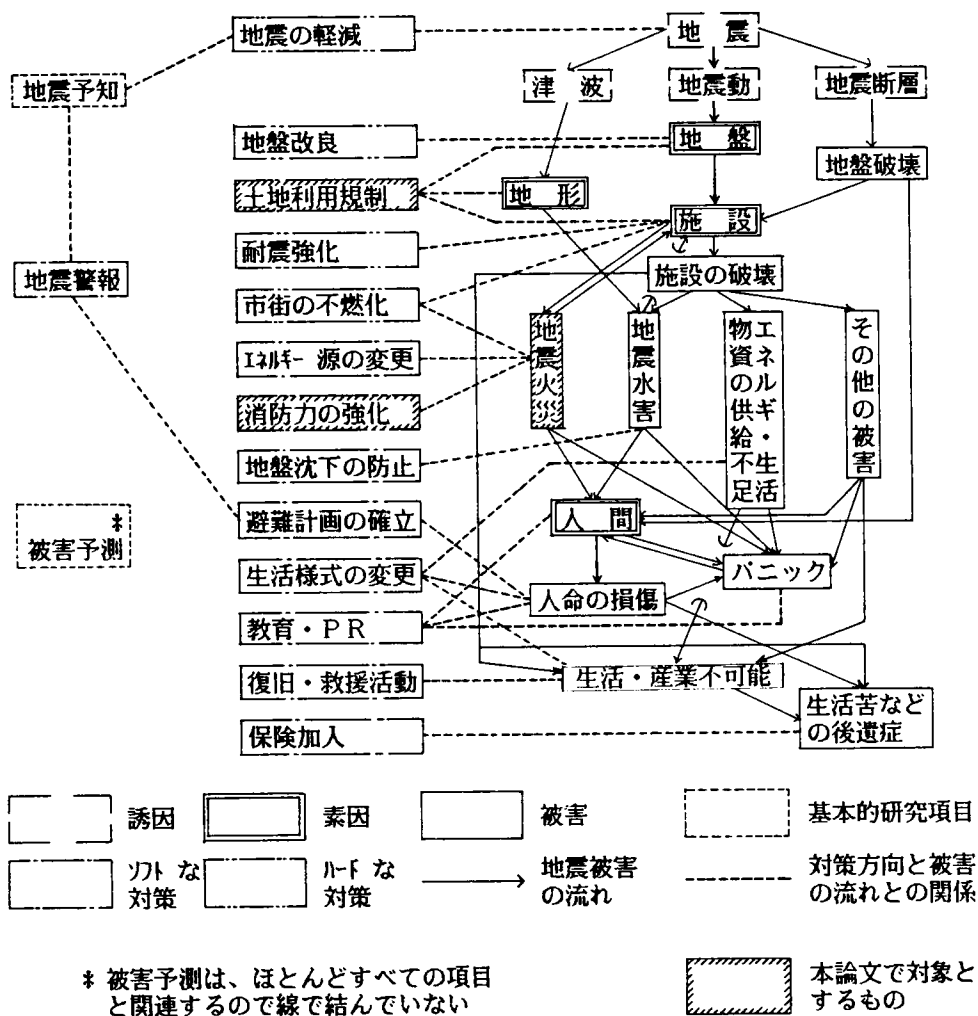 地震の軽減
地　震
地震予知
津　波
地震動
地震断層
地盤改良
地　盤
地盤破壊
土地利用規制
地　形
施　設
耐震強化
地震警報
施設の破壊
市街の不燃化
地震火災
地震水害
エネルギ・生活
物資の供給不足
その他の被害
エネルギー 源の変更
消防力の強化
地盤沈下の防止
避難計画の確立
人　間
*
被害予測
生活様式の変更
パニック
人命の損傷
教育・PR
復旧・救援活動
生活・産業不可能
生活苦など
の後遺症
保険加入
誘因
素因
被害
基本的研究項目
ソフト な
対策
ハード な
対策
地震被害
の流れ
対策方向と被害
の流れとの関係
* 被害予測は、ほとんどすべての項目
と関連するので線で結んでいない
本論文で対象と
するもの